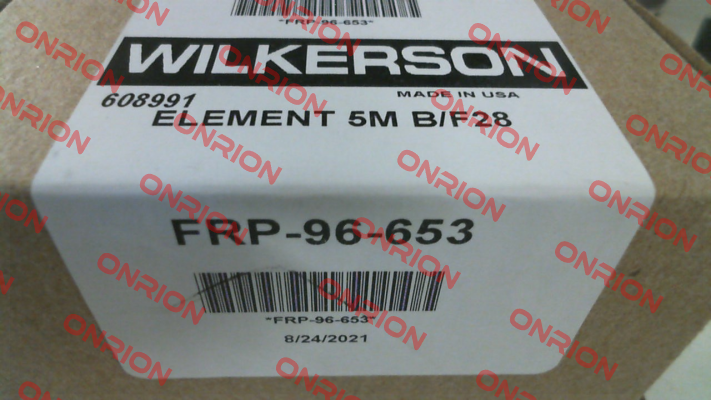 "FRP-96-653"
WILKERSON
608991
MADE IN USA
ELEMENT 5M B/F28
FRP-96-653
"FRP-96-653"
8/24/2021
ONRION